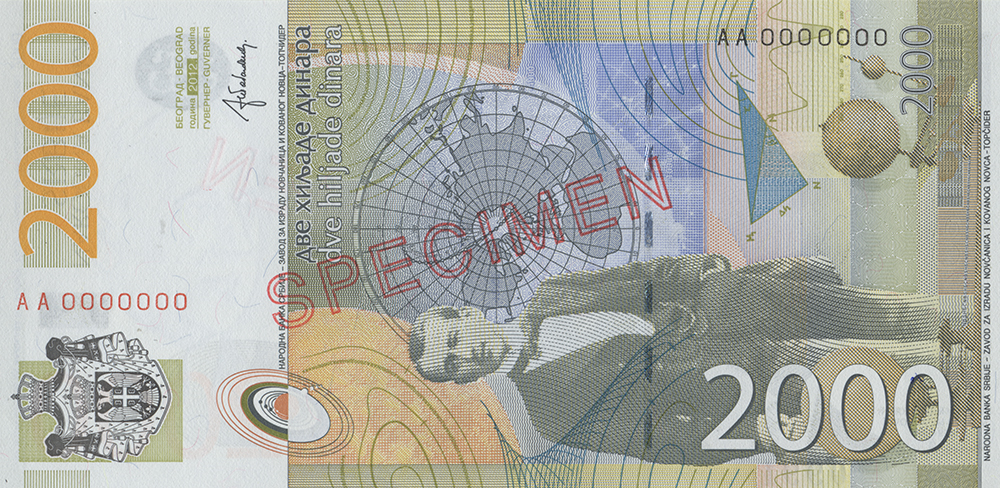 2000
БЕОГРАД - BEOGRAD
година 2012 godina
ГУВЕРНЕР - GUVERNER
AA 0000000
НАРОДНА БАНКА СРБИЈЕ – ЗАВОД ЗА ИЗРАДУ НОВЧАНИЦА И КОВАНОГ НОВЦА-ТОПЧИДЕР
две хиљаде динара
dve hiljade dinara
SPECIMEN
AA 0000000
2000
2000
NARODNA BANKA SRBIJE – ZAVOD ZA IZRADU NOVČANICA I KOVANOG NOVCA - TOPČIDER